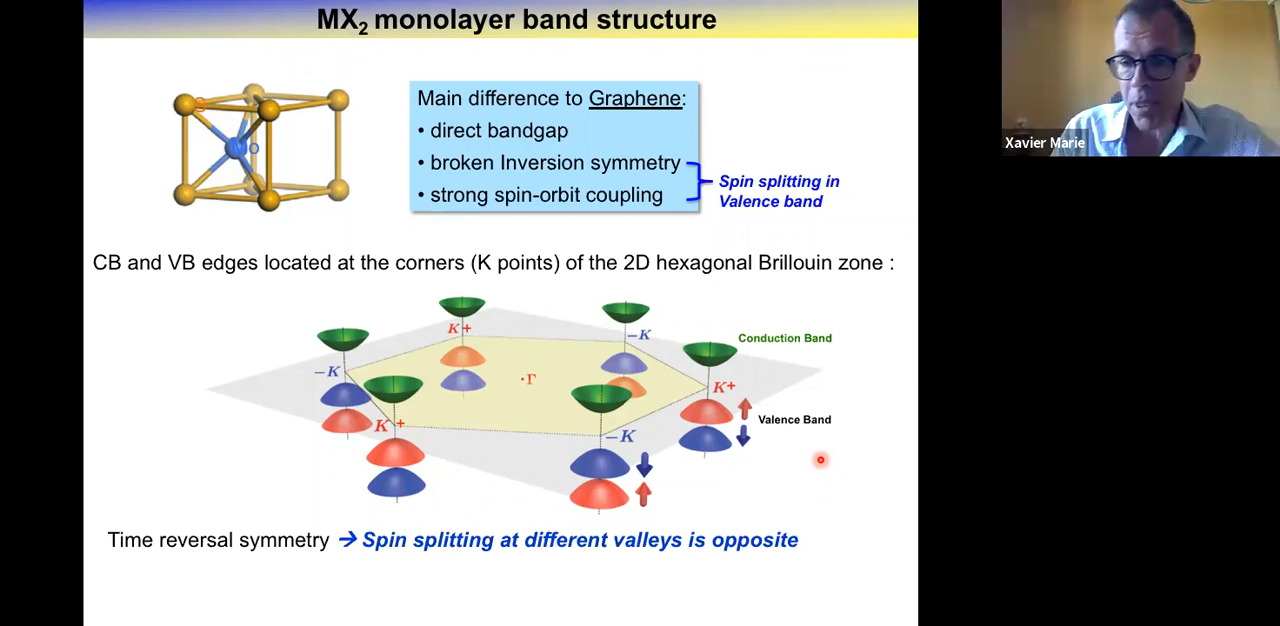 MX₂ monolayer band structure
S
Mo
Main difference to Graphene:
• direct bandgap
• broken Inversion symmetry
• strong spin-orbit coupling
Spin splitting in
Valence band
Xavier Marie
CB and VB edges located at the corners (K points) of the 2D hexagonal Brillouin zone :
K+
−K
Conduction Band
−K
·Γ
K+
Valence Band
K+
−K
Time reversal symmetry → Spin splitting at different valleys is opposite